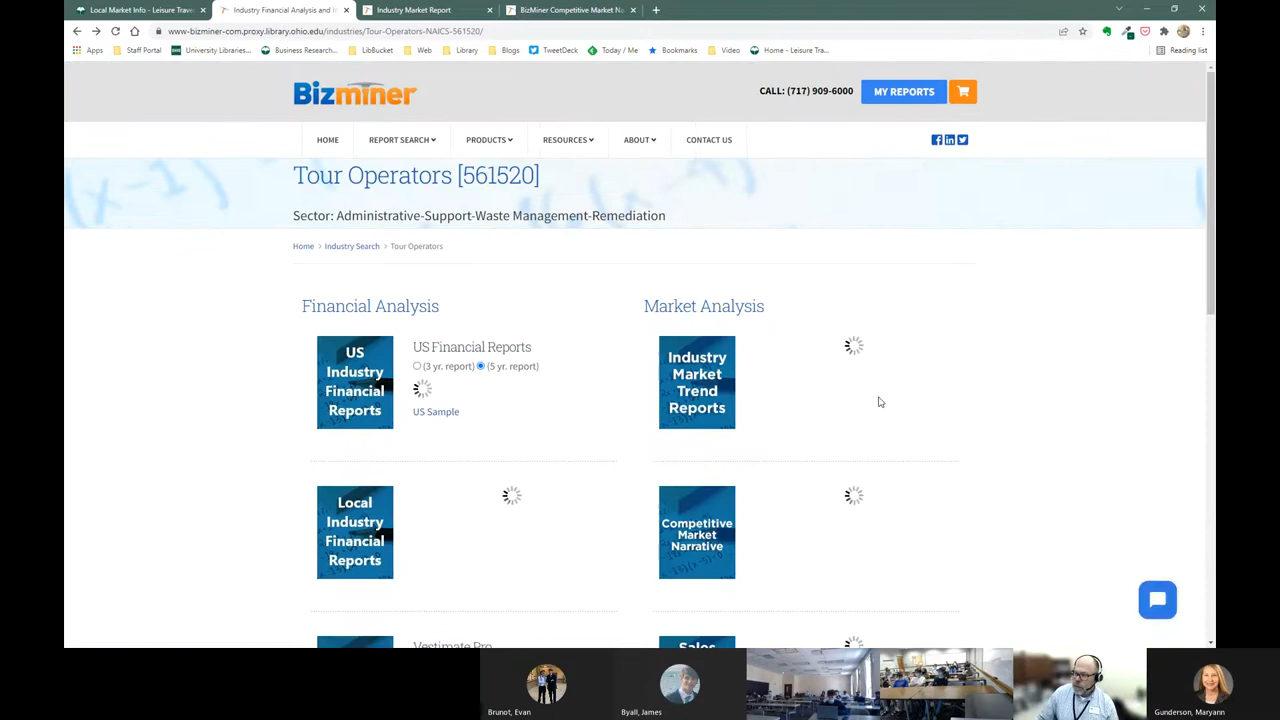 Local Market Info - Leisure Trave
Industry Financial Analysis and I
Industry Market Report
BizMiner Competitive Market Na
www-bizminer-com.proxy.library.ohio.edu/industries/Tour-Operators-NAICS-561520/
Apps
Staff Portal
University Libraries...
Business Research...
LibBucket
Web
Library
Blogs
TweetDeck
Today / Me
Bookmarks
Video
Home - Leisure Tra...
Reading list
Bizminer
CALL: (717) 909-6000
MY REPORTS
HOME
REPORT SEARCH
PRODUCTS
RESOURCES
ABOUT
CONTACT US
Tour Operators [561520]
Sector: Administrative-Support-Waste Management-Remediation
Home > Industry Search > Tour Operators
Financial Analysis
US
Industry
Financial
Reports
US Financial Reports
(3 yr. report) (5 yr. report)
US Sample
Local
Industry
Financial
Reports
Vestimate Pro
Market Analysis
Industry
Market
Trend
Reports
Competitive
Market
Narrative
Sales
Brunot, Evan
Byall, James
Gunderson, Maryann